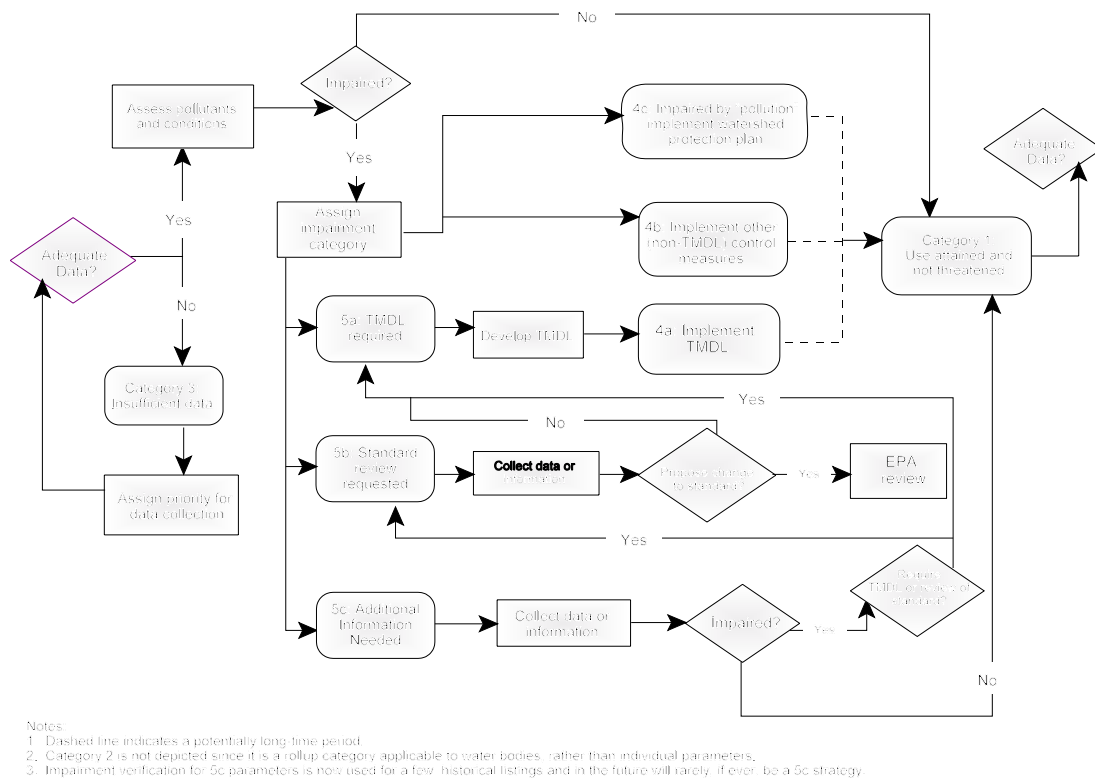 No
Impaired?
Assess pollutants
and conditions
4c Impaired by pollution
implement watershed
protection plan
Adequate
Data?
Yes
Assign
impairment
category
Yes
4b Implement other
(non-TMDL) control
measures
Category 1
Use attained and
not threatened
Adequate
Data?
No
5a TMDL
required
Develop TMDL
4a Implement
TMDL
Category 3
Insufficient data
Yes
No
5b Standard
review
requested
Collect data or
information
Propose change
to standard?
Yes
EPA
review
Assign priority for
data collection
Yes
Require
TMDL or review of
standard?
5c Additional
Information
Needed
Collect data or
information
Impaired?
Yes
No
Notes
1. Dashed line indicates a potentially long-time period.
2. Category 2 is not depicted since it is a rollup category applicable to water bodies, rather than individual parameters.
3. Impairment verification for 5c parameters is now used for a few historical listings and in the future will rarely, if ever, be a 5c strategy